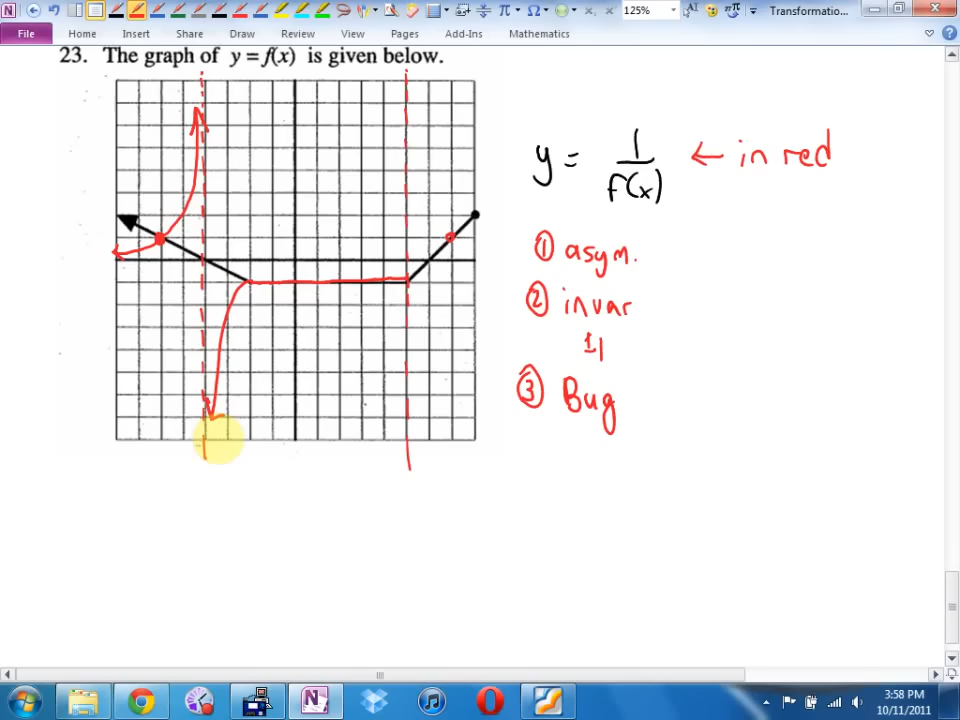 125%
Transformatio...
File Home Insert Share Draw Review View Pages Add-Ins Mathematics
23. The graph of y = f(x) is given below.
y = 1/f(x) ← in red
① asym.
② invar
±1
③ Bug
3:58 PM
10/11/2011